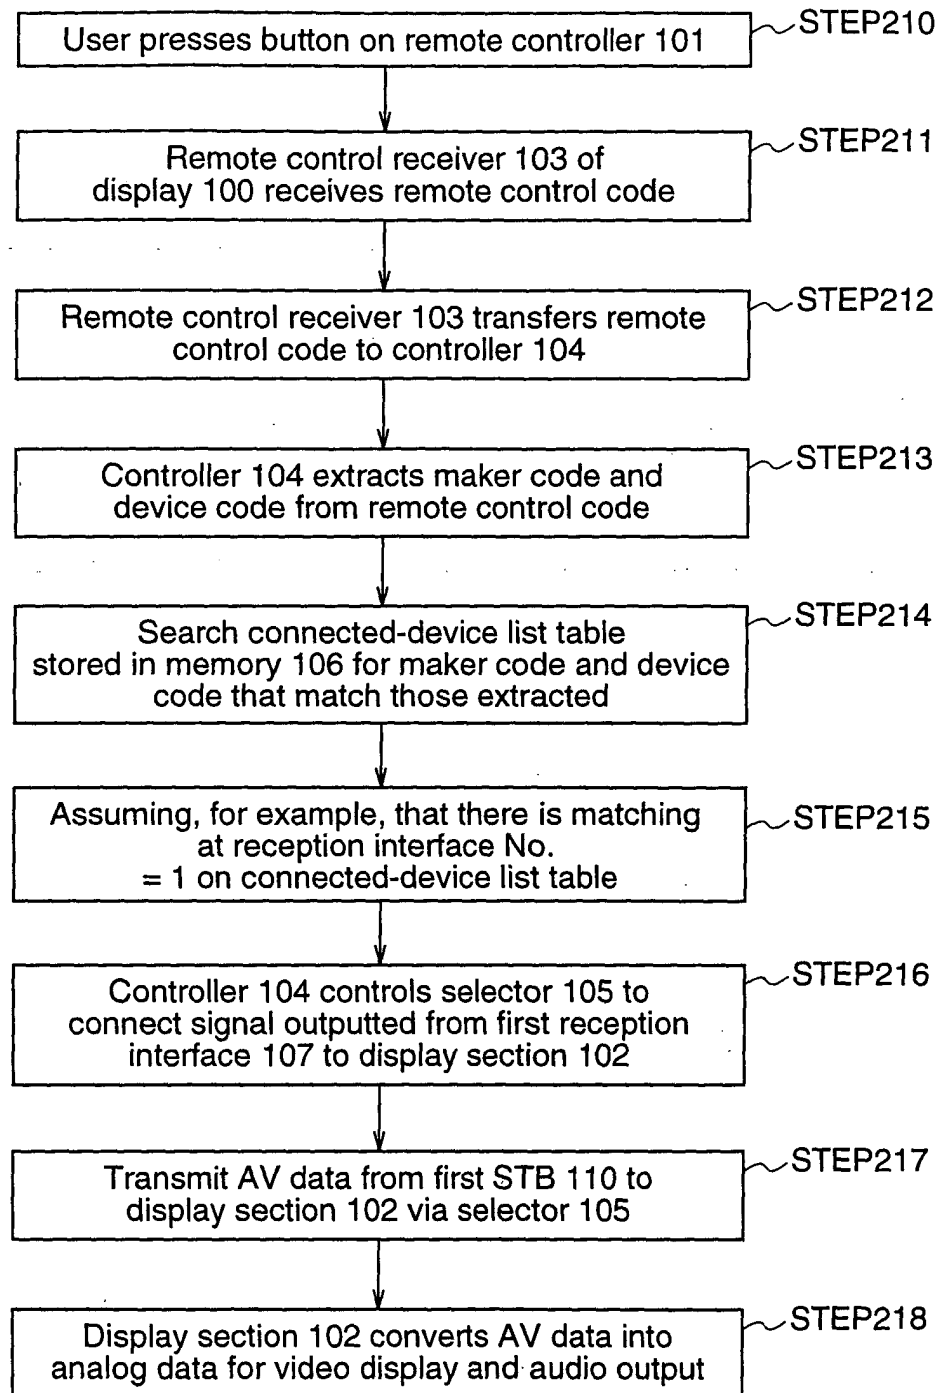 User presses button on remote controller 101
STEP210
Remote control receiver 103 of
display 100 receives remote control code
STEP211
Remote control receiver 103 transfers remote
control code to controller 104
STEP212
Controller 104 extracts maker code and
device code from remote control code
STEP213
Search connected-device list table
stored in memory 106 for maker code and device
code that match those extracted
STEP214
Assuming, for example, that there is matching
at reception interface No.
= 1 on connected-device list table
STEP215
Controller 104 controls selector 105 to
connect signal outputted from first reception
interface 107 to display section 102
STEP216
Transmit AV data from first STB 110 to
display section 102 via selector 105
STEP217
Display section 102 converts AV data into
analog data for video display and audio output
STEP218